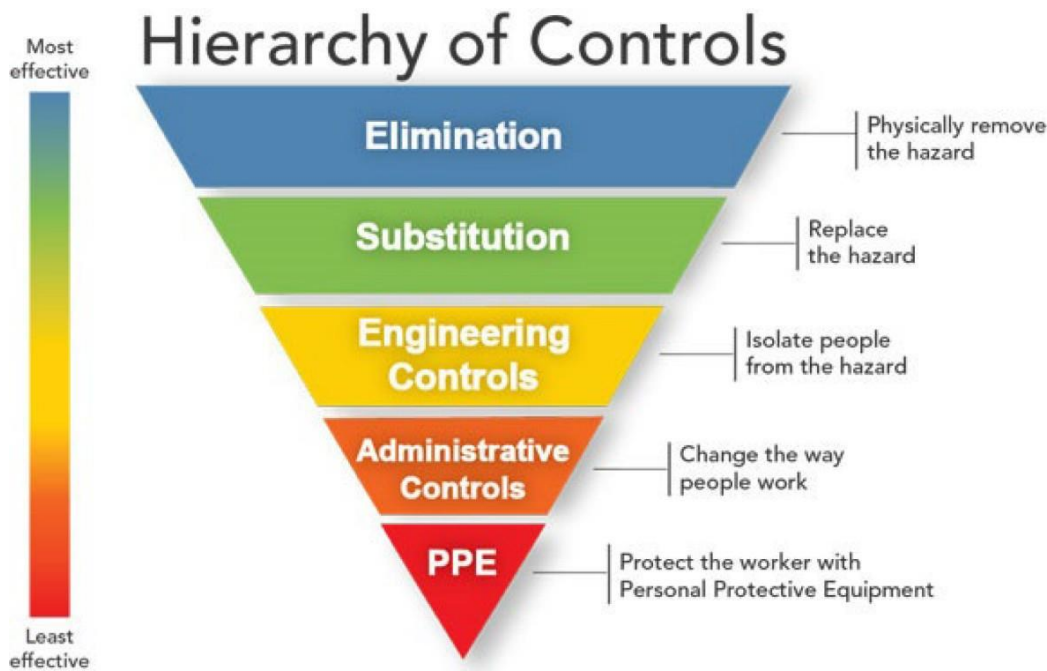 Hierarchy of Controls
Most
effective
Elimination
Physically remove
the hazard
Substitution
Replace
the hazard
Engineering
Controls
Isolate people
from the hazard
Administrative
Controls
Change the way
people work
PPE
Protect the worker with
Personal Protective Equipment
Least
effective